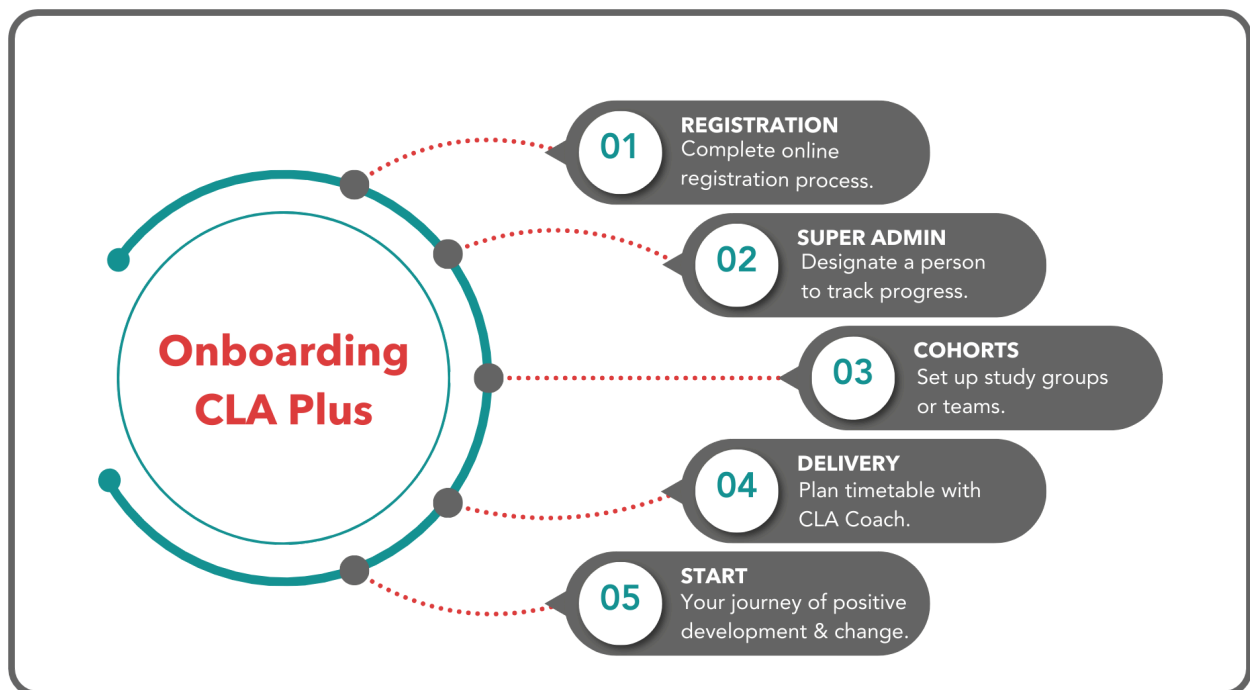 Onboarding
CLA Plus
01
REGISTRATION
Complete online
registration process.
02
SUPER ADMIN
Designate a person
to track progress.
03
COHORTS
Set up study groups
or teams.
04
DELIVERY
Plan timetable with
CLA Coach.
05
START
Your journey of positive
development & change.